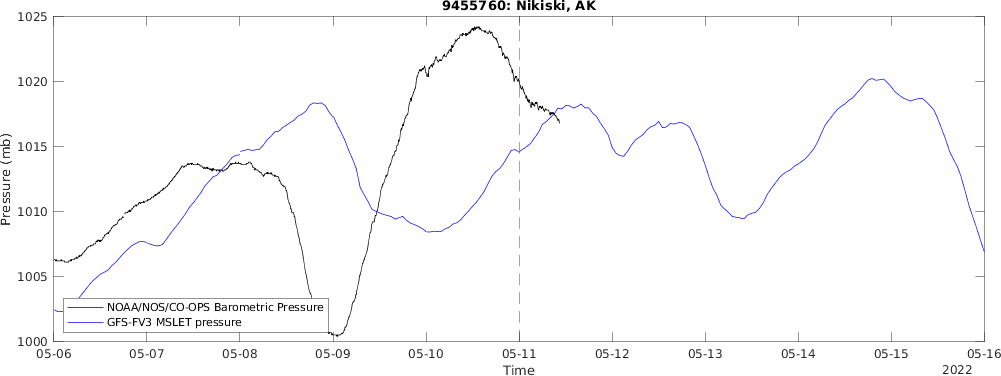 9455760: Nikiski, AK
1025
1020
1015
1010
1005
1000
Pressure (mb)
NOAA/NOS/CO-OPS Barometric Pressure
GFS-FV3 MSLET pressure
05-06 05-07 05-08 05-09 05-10 05-11 05-12 05-13 05-14 05-15 05-16
Time
2022